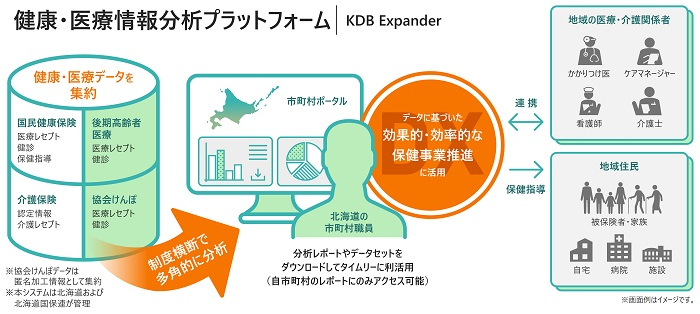 健康・医療情報分析プラットフォーム | KDB Expander
健康・医療データを
集約
国民健康保険
医療レセプト
健診
保健指導
後期高齢者
医療
医療レセプト
健診
介護保険
認定情報
介護レセプト
協会けんぽ
医療レセプト
健診
※協会けんぽデータは
匿名加工情報として集約
※本システムは北海道および
北海道国保連が管理
制度横断で
多角的に分析
市町村ポータル
北海道の
市町村職員
DX
データに基づいた
効果的・効率的な
保健事業推進
に活用
分析レポートやデータセットを
ダウンロードしてタイムリーに利活用
（自市町村のレポートにのみアクセス可能）
連携
保健指導
地域の医療・介護関係者
かかりつけ医
ケアマネージャー
看護師
介護士
地域住民
被保険者・家族
自宅
病院
施設
※画面例はイメージです。